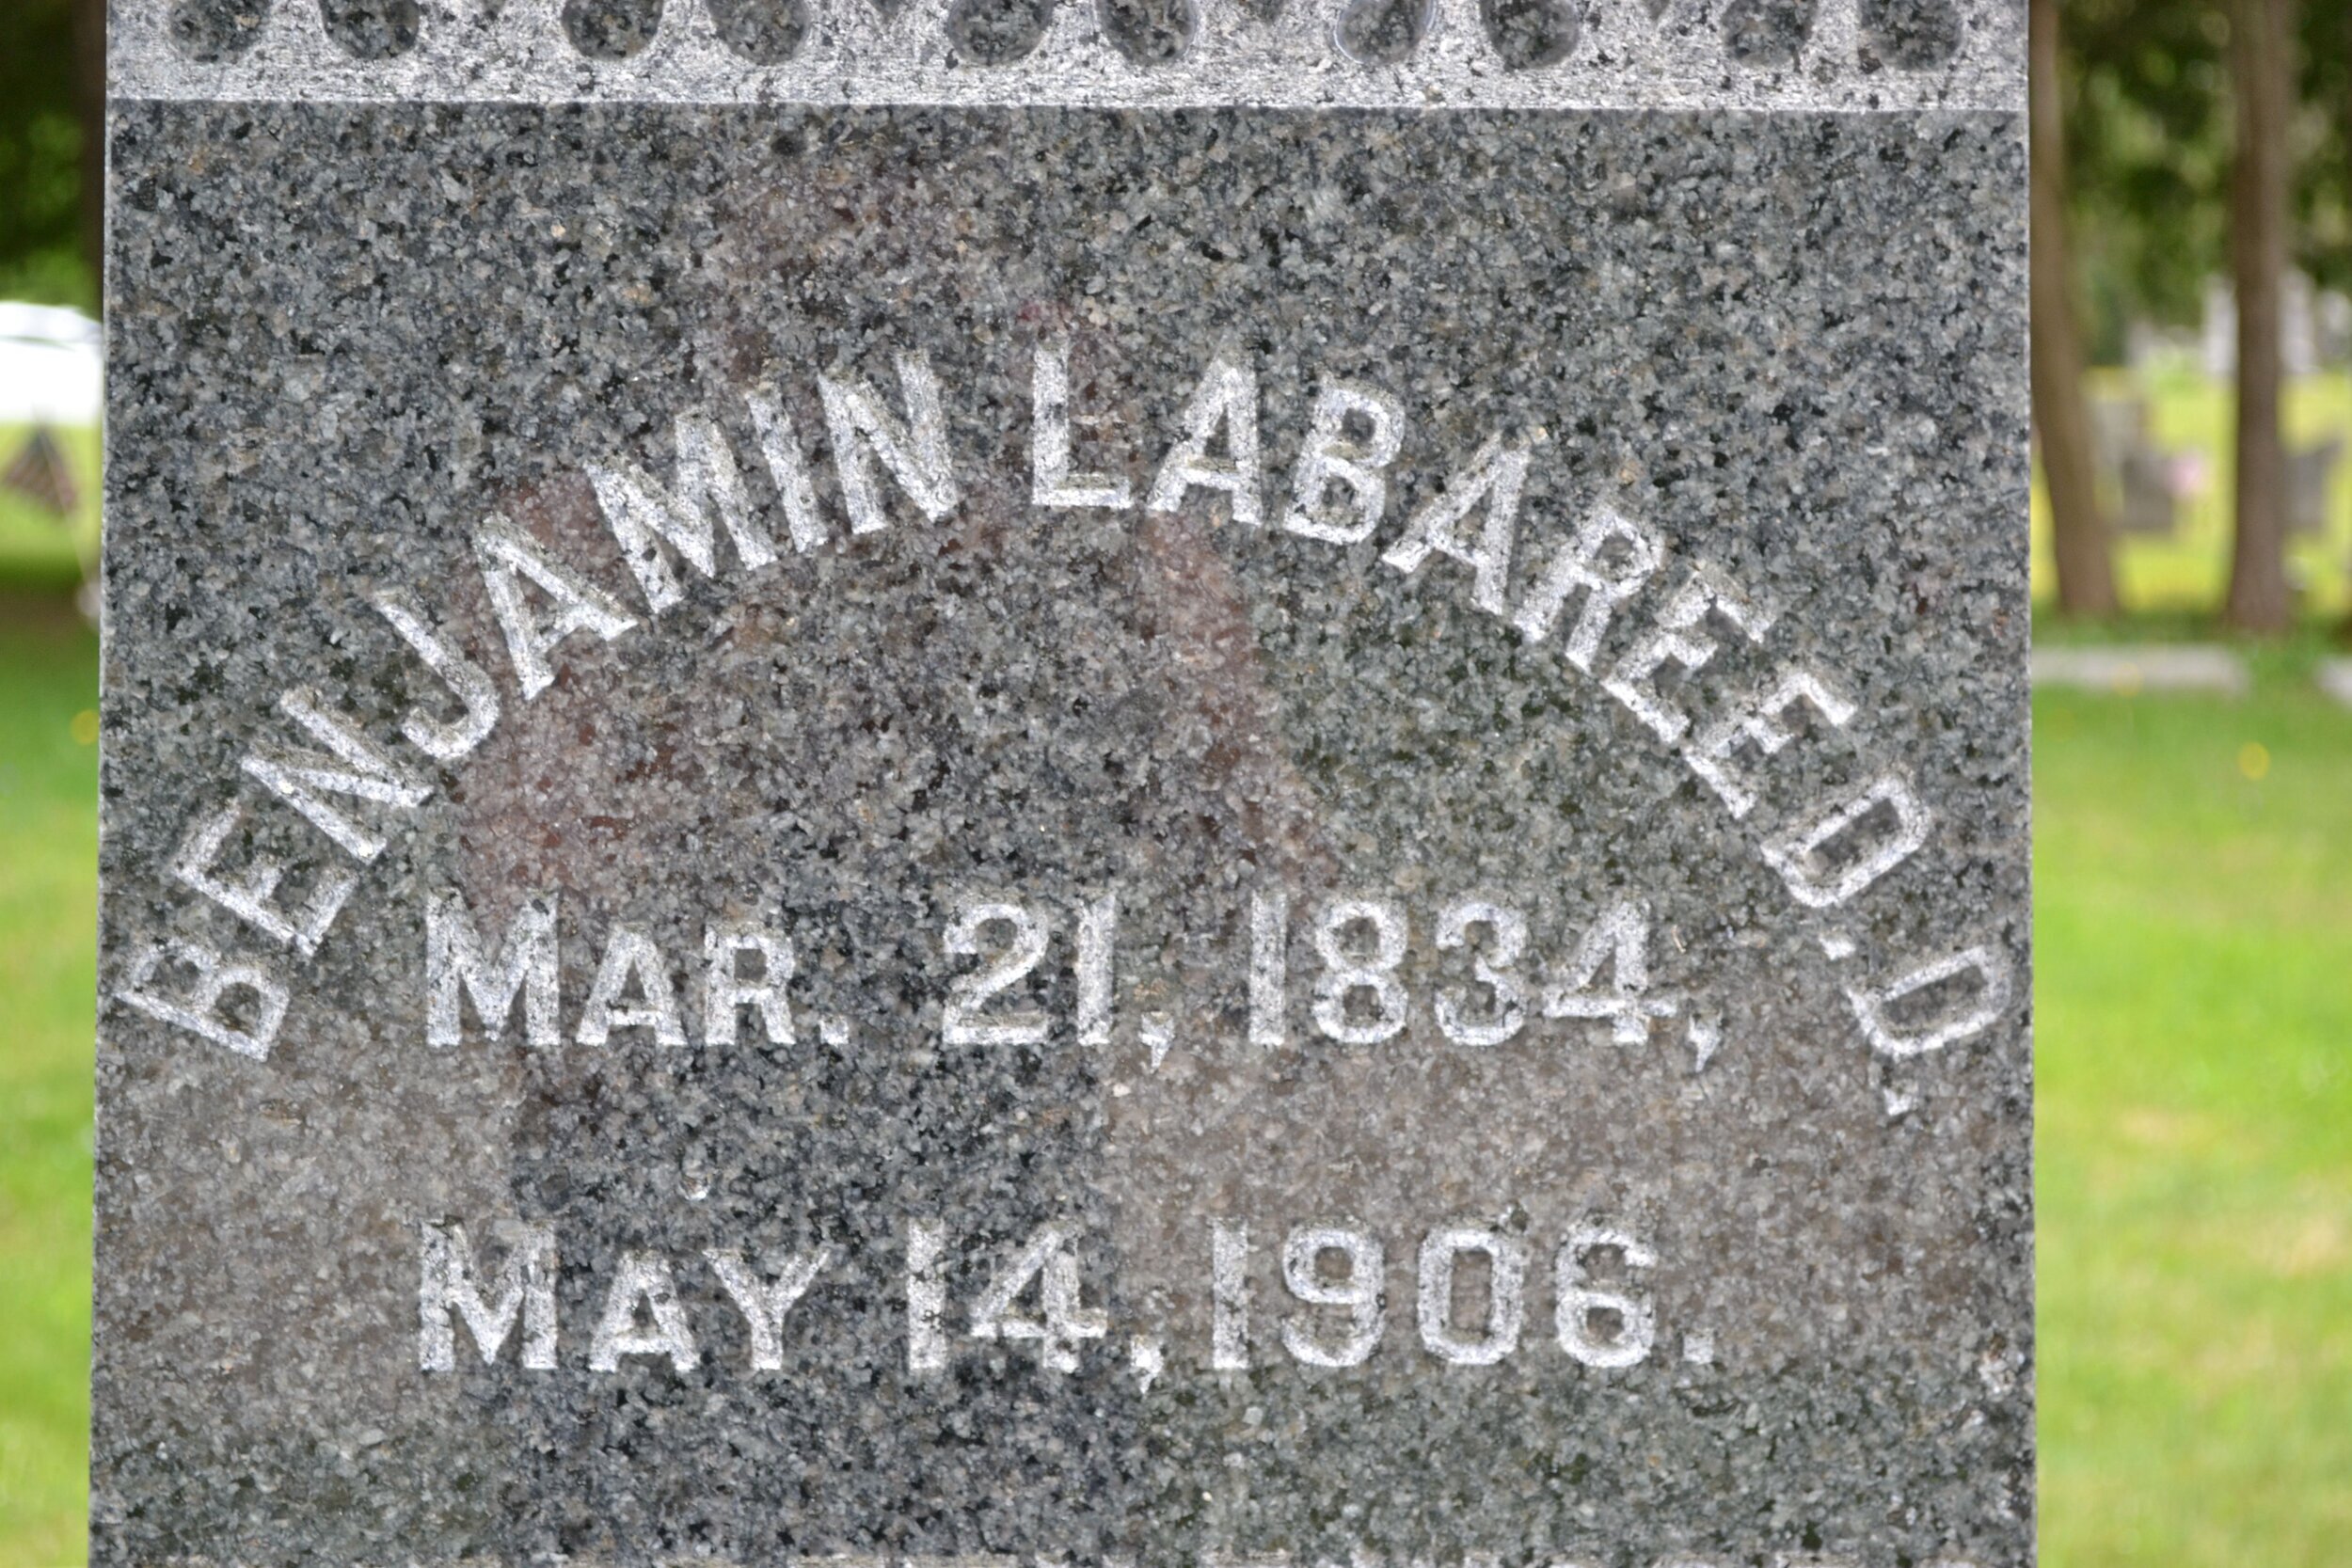 BENJAMIN LABAREE D.D.
MAR. 21, 1834,
MAY 14, 1906.